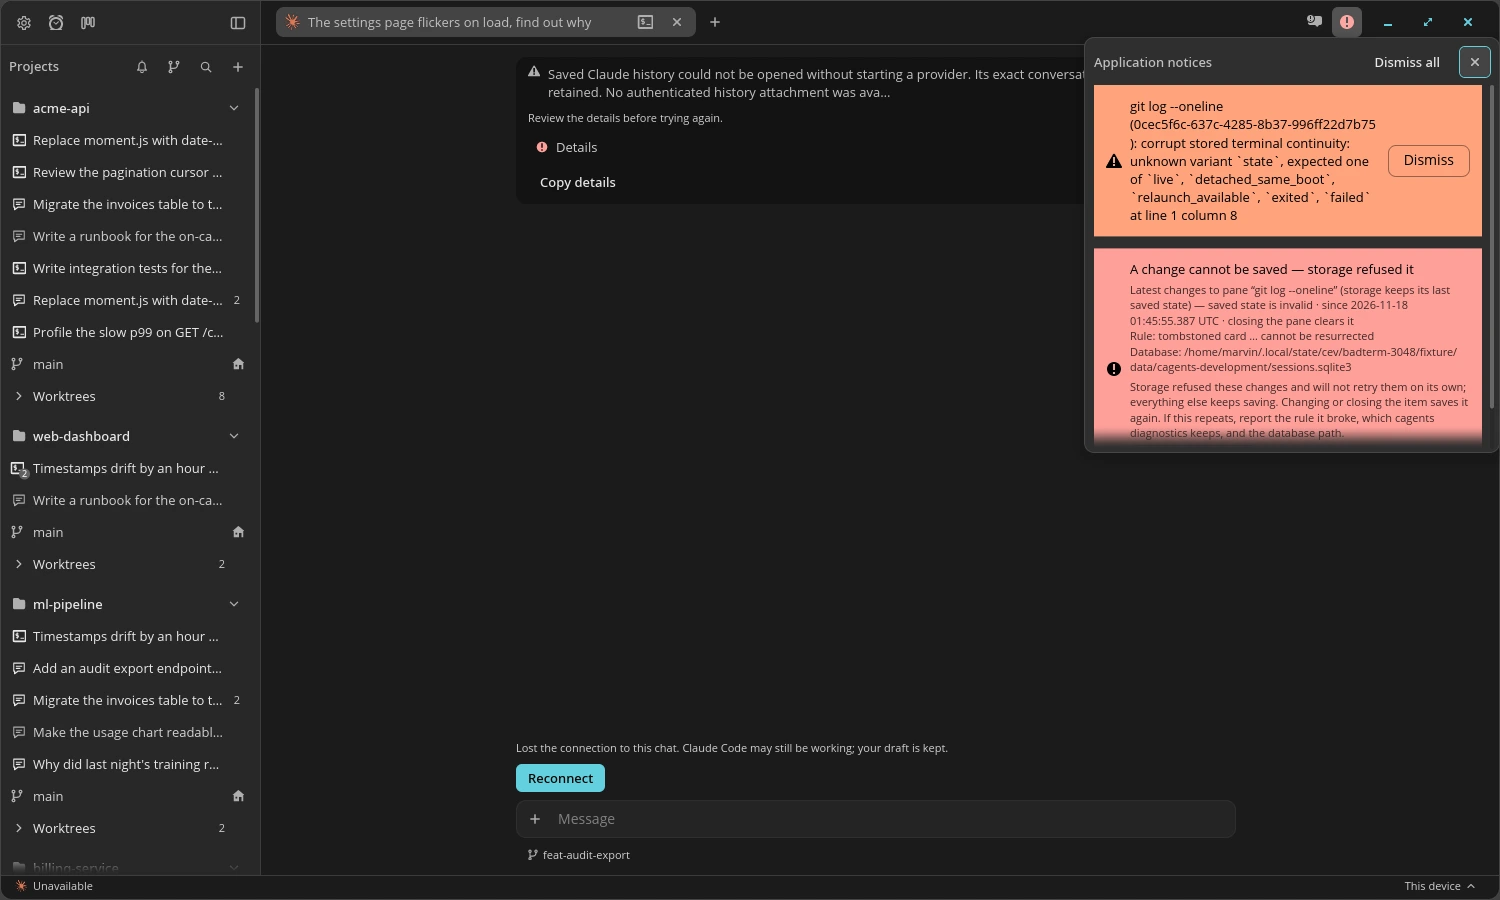 The settings page flickers on load, find out why
Projects
acme-api
Replace moment.js with date-...
Review the pagination cursor ...
Migrate the invoices table to t...
Write a runbook for the on-ca...
Write integration tests for the...
Replace moment.js with date-... 2
Profile the slow p99 on GET /c...
main
Worktrees 8
web-dashboard
Timestamps drift by an hour ...
2
Write a runbook for the on-ca...
main
Worktrees 2
ml-pipeline
Timestamps drift by an hour ...
Add an audit export endpoint...
Migrate the invoices table to t... 2
Make the usage chart readabl...
Why did last night's training r...
main
Worktrees 2
billing-service
Unavailable
Saved Claude history could not be opened without starting a provider. Its exact conversat
retained. No authenticated history attachment was ava...
Review the details before trying again.
Details
Copy details
Lost the connection to this chat. Claude Code may still be working; your draft is kept.
Reconnect
Message
feat-audit-export
Application notices
Dismiss all
git log --oneline
(0cec5f6c-637c-4285-8b37-996ff22d7b75
): corrupt stored terminal continuity:
unknown variant `state`, expected one
of `live`, `detached_same_boot`,
`relaunch_available`, `exited`, `failed`
at line 1 column 8
Dismiss
A change cannot be saved — storage refused it
Latest changes to pane “git log --oneline” (storage keeps its last
saved state) — saved state is invalid · since 2026-11-18
01:45:55.387 UTC · closing the pane clears it
Rule: tombstoned card ... cannot be resurrected
Database: /home/marvin/.local/state/cev/badterm-3048/fixture/
data/cagents-development/sessions.sqlite3
Storage refused these changes and will not retry them on its own;
everything else keeps saving. Changing or closing the item saves it
again. If this repeats, report the rule it broke, which cagents
diagnostics keeps, and the database path.
This device